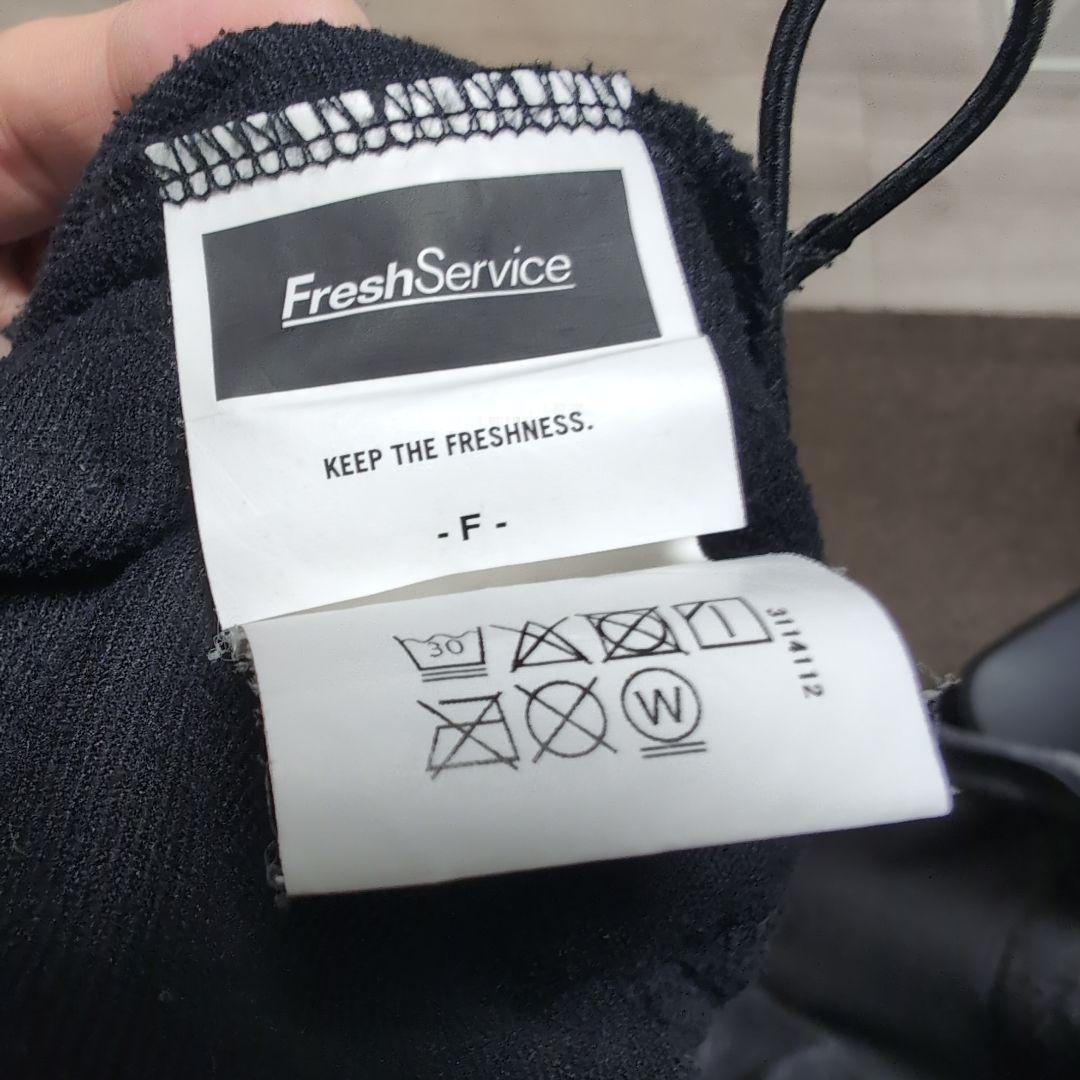 FreshService
KEEP THE FRESHNESS.
- F -
30
W
3114112